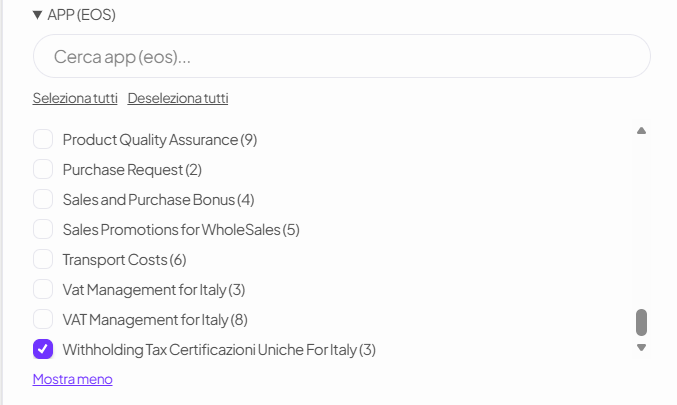 ▼ APP (EOS)
Cerca app (eos)...
Seleziona tutti Deseleziona tutti
Product Quality Assurance (9)
Purchase Request (2)
Sales and Purchase Bonus (4)
Sales Promotions for WholeSales (5)
Transport Costs (6)
Vat Management for Italy (3)
VAT Management for Italy (8)
Withholding Tax Certificazioni Uniche For Italy (3)
Mostra meno